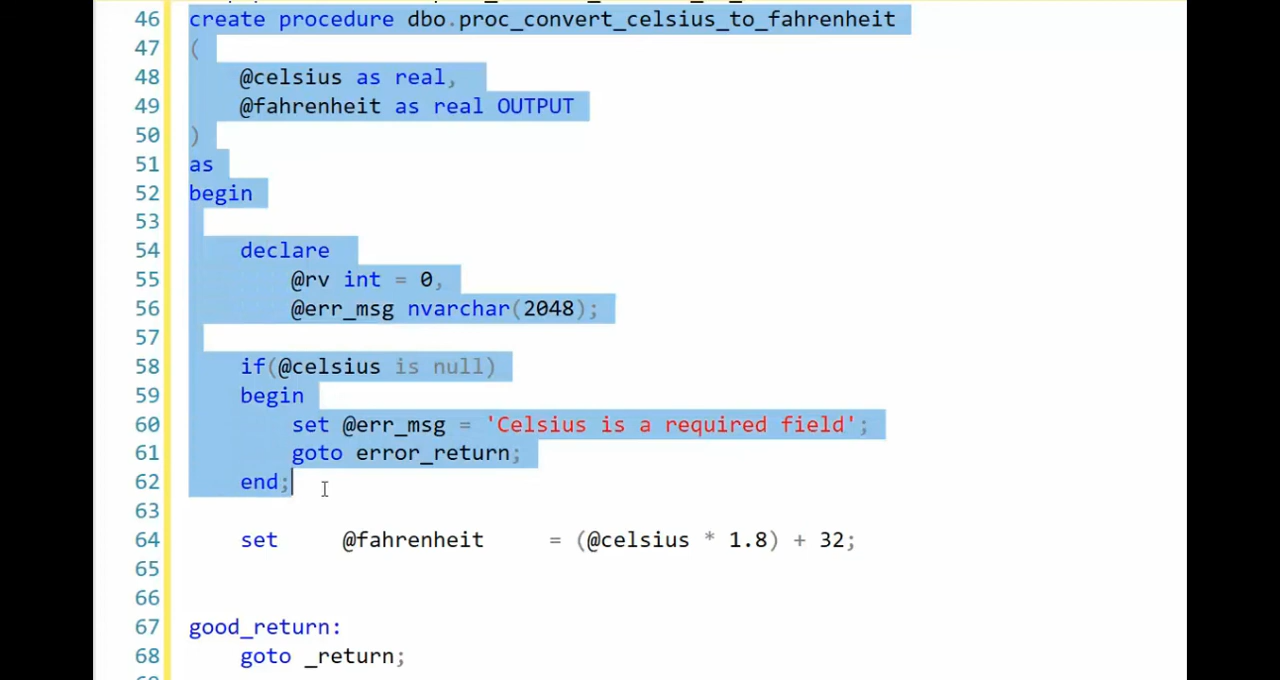 46 create procedure dbo.proc_convert_celsius_to_fahrenheit
47 (
48 @celsius as real,
49 @fahrenheit as real OUTPUT
50 )
51 as
52 begin
53
54 declare
55 @rv int = 0,
56 @err_msg nvarchar(2048);
57
58 if(@celsius is null)
59 begin
60 set @err_msg = 'Celsius is a required field';
61 goto error_return;
62 end;
63
64 set @fahrenheit = (@celsius * 1.8) + 32;
65
66
67 good_return:
68 goto _return;